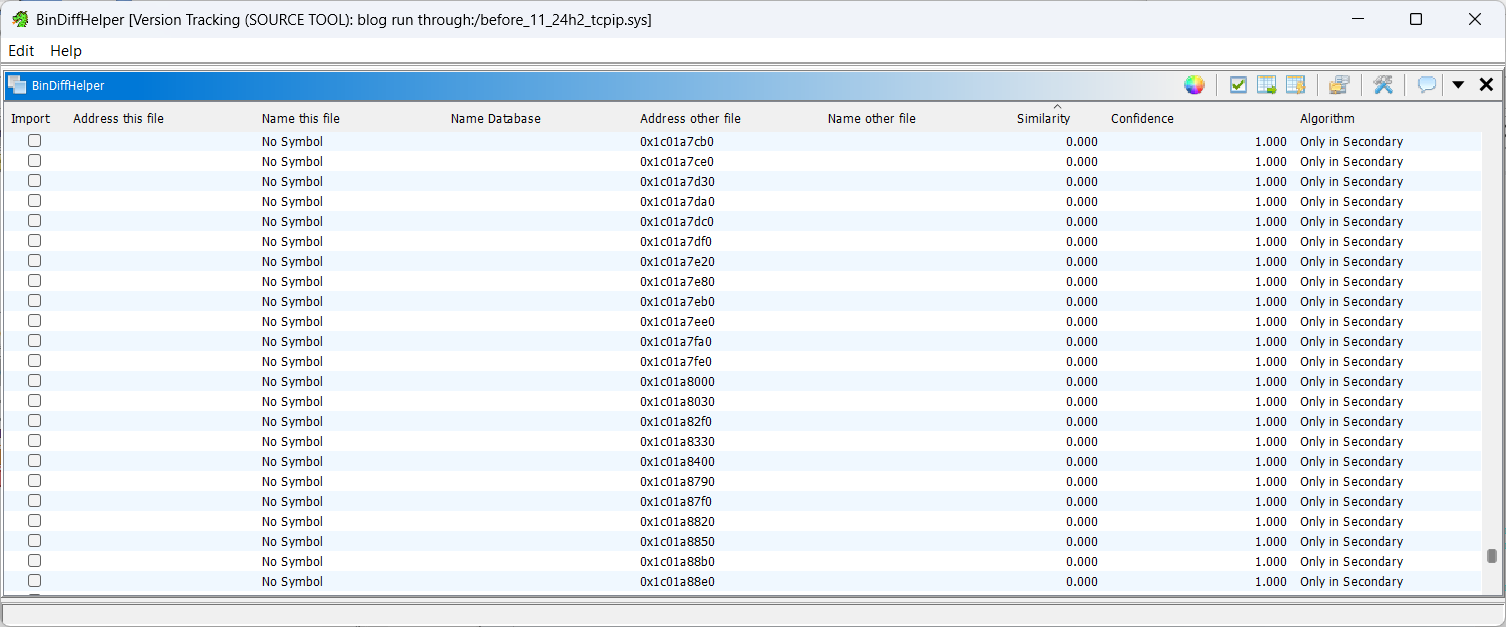 BinDiffHelper [Version Tracking (SOURCE TOOL): blog run through:/before_11_24h2_tcpip.sys]
Edit Help
BinDiffHelper
Import Address this file Name this file Name Database Address other file Name other file Similarity Confidence Algorithm
No Symbol 0x1c01a7cb0 0.000 1.000 Only in Secondary
No Symbol 0x1c01a7ce0 0.000 1.000 Only in Secondary
No Symbol 0x1c01a7d30 0.000 1.000 Only in Secondary
No Symbol 0x1c01a7da0 0.000 1.000 Only in Secondary
No Symbol 0x1c01a7dc0 0.000 1.000 Only in Secondary
No Symbol 0x1c01a7df0 0.000 1.000 Only in Secondary
No Symbol 0x1c01a7e20 0.000 1.000 Only in Secondary
No Symbol 0x1c01a7e80 0.000 1.000 Only in Secondary
No Symbol 0x1c01a7eb0 0.000 1.000 Only in Secondary
No Symbol 0x1c01a7ee0 0.000 1.000 Only in Secondary
No Symbol 0x1c01a7fa0 0.000 1.000 Only in Secondary
No Symbol 0x1c01a7fe0 0.000 1.000 Only in Secondary
No Symbol 0x1c01a8000 0.000 1.000 Only in Secondary
No Symbol 0x1c01a8030 0.000 1.000 Only in Secondary
No Symbol 0x1c01a82f0 0.000 1.000 Only in Secondary
No Symbol 0x1c01a8330 0.000 1.000 Only in Secondary
No Symbol 0x1c01a8400 0.000 1.000 Only in Secondary
No Symbol 0x1c01a8790 0.000 1.000 Only in Secondary
No Symbol 0x1c01a87f0 0.000 1.000 Only in Secondary
No Symbol 0x1c01a8820 0.000 1.000 Only in Secondary
No Symbol 0x1c01a8850 0.000 1.000 Only in Secondary
No Symbol 0x1c01a88b0 0.000 1.000 Only in Secondary
No Symbol 0x1c01a88e0 0.000 1.000 Only in Secondary